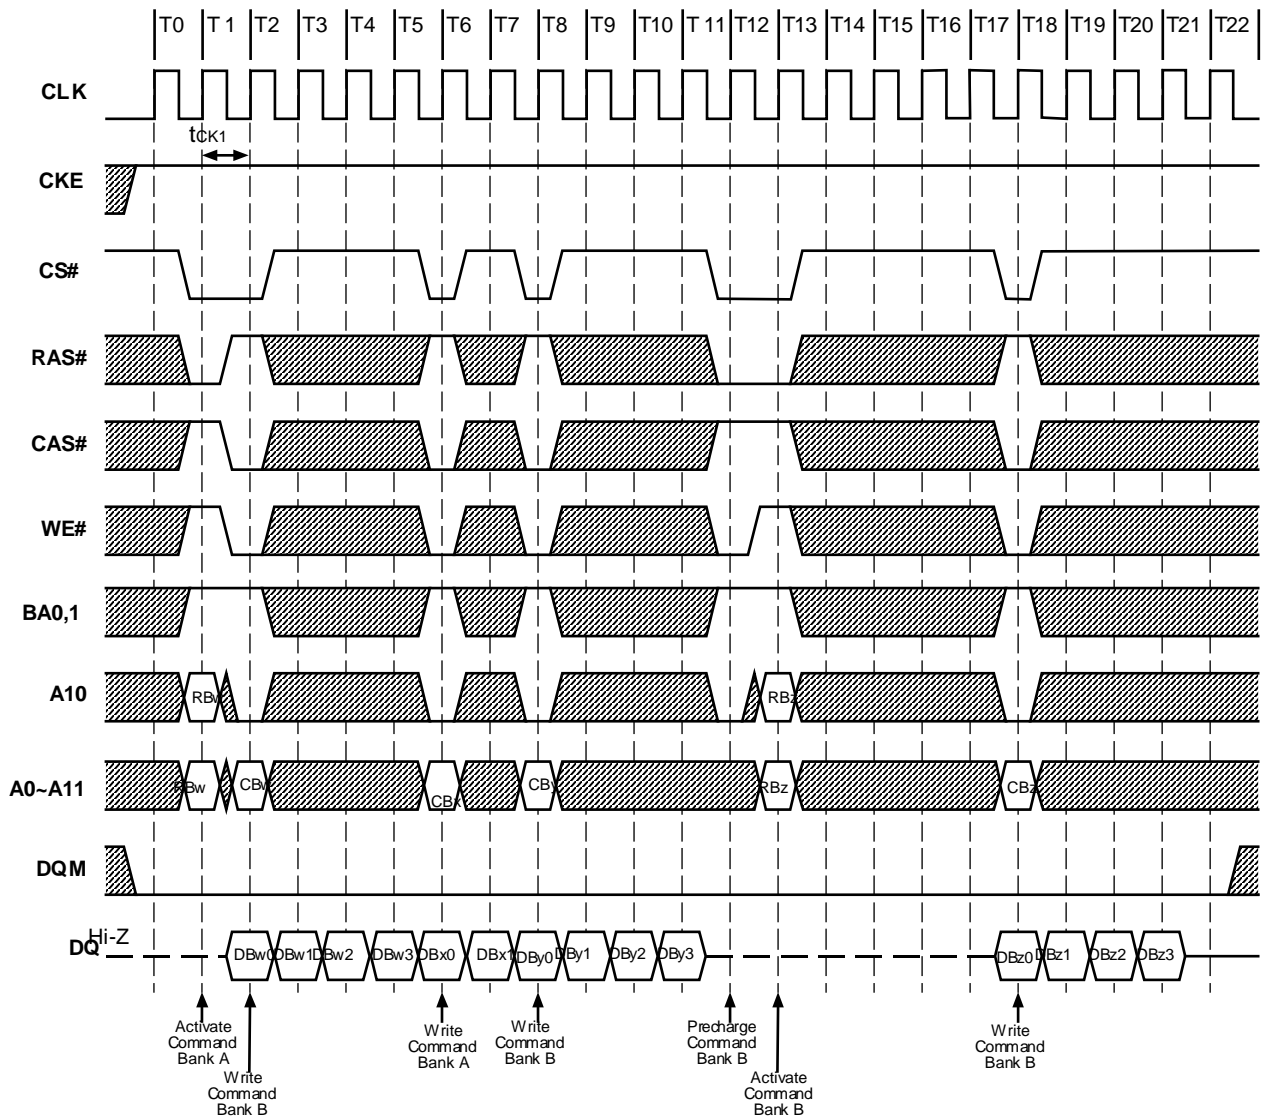 T0 T 1 T2 T3 T4 T5 T6 T7 T8 T9 T10 T 11 T12 T13 T14 T15 T16 T17 T18 T19 T20 T21 T22
CLK
tCK1
CKE
CS#
RAS#
CAS#
WE#
BA0,1
A10
RBw RBz
A0~A11
RBw CBw CBx CBy RBz CBz
DQM
Hi-Z
DQ
DBw0 DBw1 DBw2 DBw3 DBx0 DBx1 DBy0 DBy1 DBy2 DBy3 DBz0 DBz1 DBz2 DBz3
Activate
Command
Bank A
Write
Command
Bank B
Write
Command
Bank A
Write
Command
Bank B
Precharge
Command
Bank B
Activate
Command
Bank B
Write
Command
Bank B